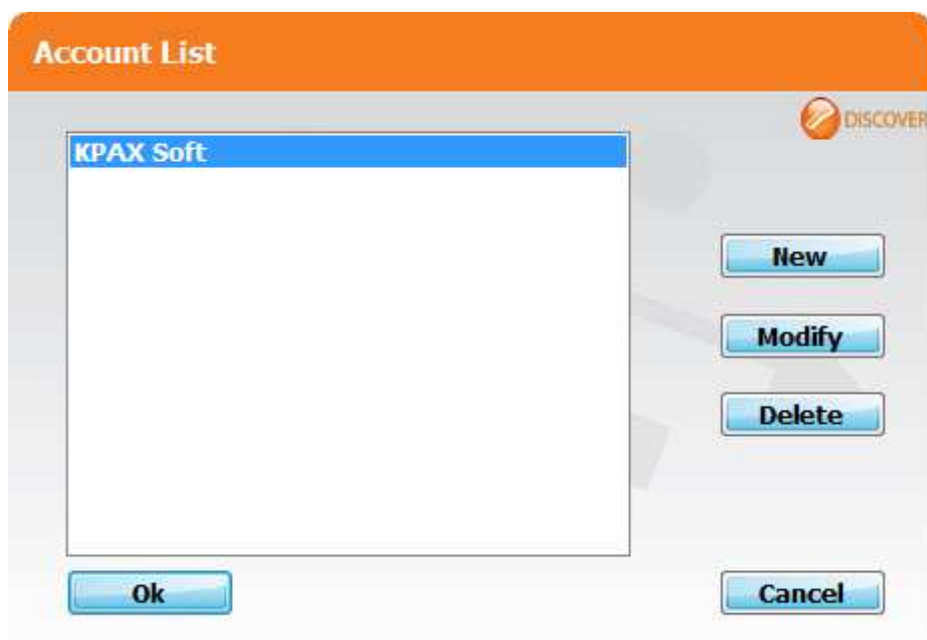 Account List
DISCOVER
KPAX Soft
New
Modify
Delete
Ok
Cancel